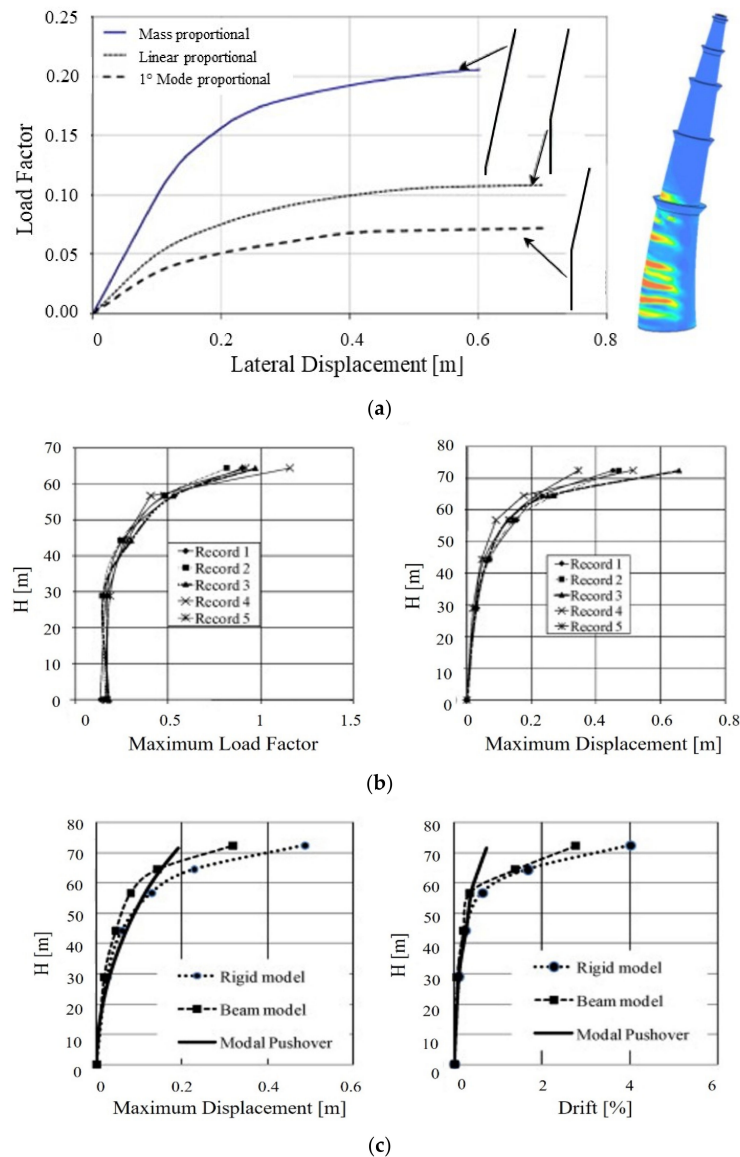 0.25
0.20
0.15
0.10
0.05
0.00
Load Factor
Mass proportional
Linear proportional
1° Mode proportional
0 0.2 0.4 0.6 0.8
Lateral Displacement [m]
(a)
70
60
50
40
30
20
10
0
H [m]
Record 1
Record 2
Record 3
Record 4
Record 5
0 0.5 1 1.5
Maximum Load Factor
80
70
60
50
40
30
20
10
0
H [m]
Record 1
Record 2
Record 3
Record 4
Record 5
0 0.2 0.4 0.6 0.8
Maximum Displacement [m]
(b)
80
70
60
50
40
30
20
10
0
H [m]
Rigid model
Beam model
Modal Pushover
0 0.2 0.4 0.6
Maximum Displacement [m]
80
70
60
50
40
30
20
10
0
H [m]
Rigid model
Beam model
Modal Pushover
0 2 4 6
Drift [%]
(c)